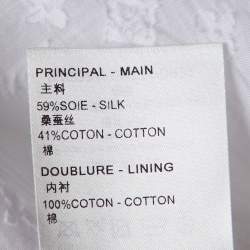 PRINCIPAL - MAIN
主料
59%SOIE - SILK
桑蚕丝
41%COTON - COTTON
棉
DOUBLURE - LINING
内衬
100%COTON - COTTON
棉